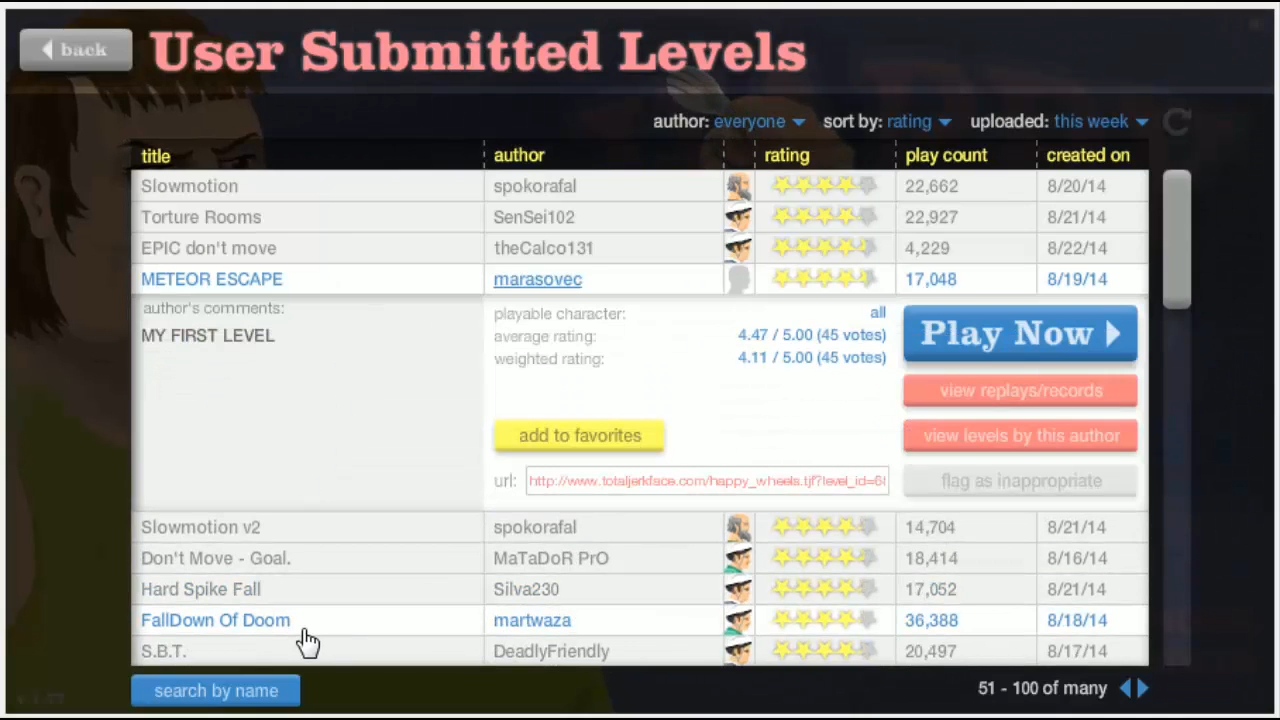 back
User Submitted Levels
author: everyone sort by: rating uploaded: this week
title author rating play count created on
Slowmotion spokorafal 22,662 8/20/14
Torture Rooms SenSei102 22,927 8/21/14
EPIC don't move theCalco131 4,229 8/22/14
METEOR ESCAPE marasovec 17,048 8/19/14
author's comments:
MY FIRST LEVEL
playable character: all
average rating: 4.47 / 5.00 (45 votes)
weighted rating: 4.11 / 5.00 (45 votes)
add to favorites
url: http://www.totaljerkface.com/happy_wheels.tjf?level_id=6
Play Now
view replays/records
view levels by this author
flag as inappropriate
Slowmotion v2 spokorafal 14,704 8/21/14
Don't Move - Goal. MaTaDoR PrO 18,414 8/16/14
Hard Spike Fall Silva230 17,052 8/21/14
FallDown Of Doom martwaza 36,388 8/18/14
S.B.T. DeadlyFriendly 20,497 8/17/14
search by name
51 - 100 of many